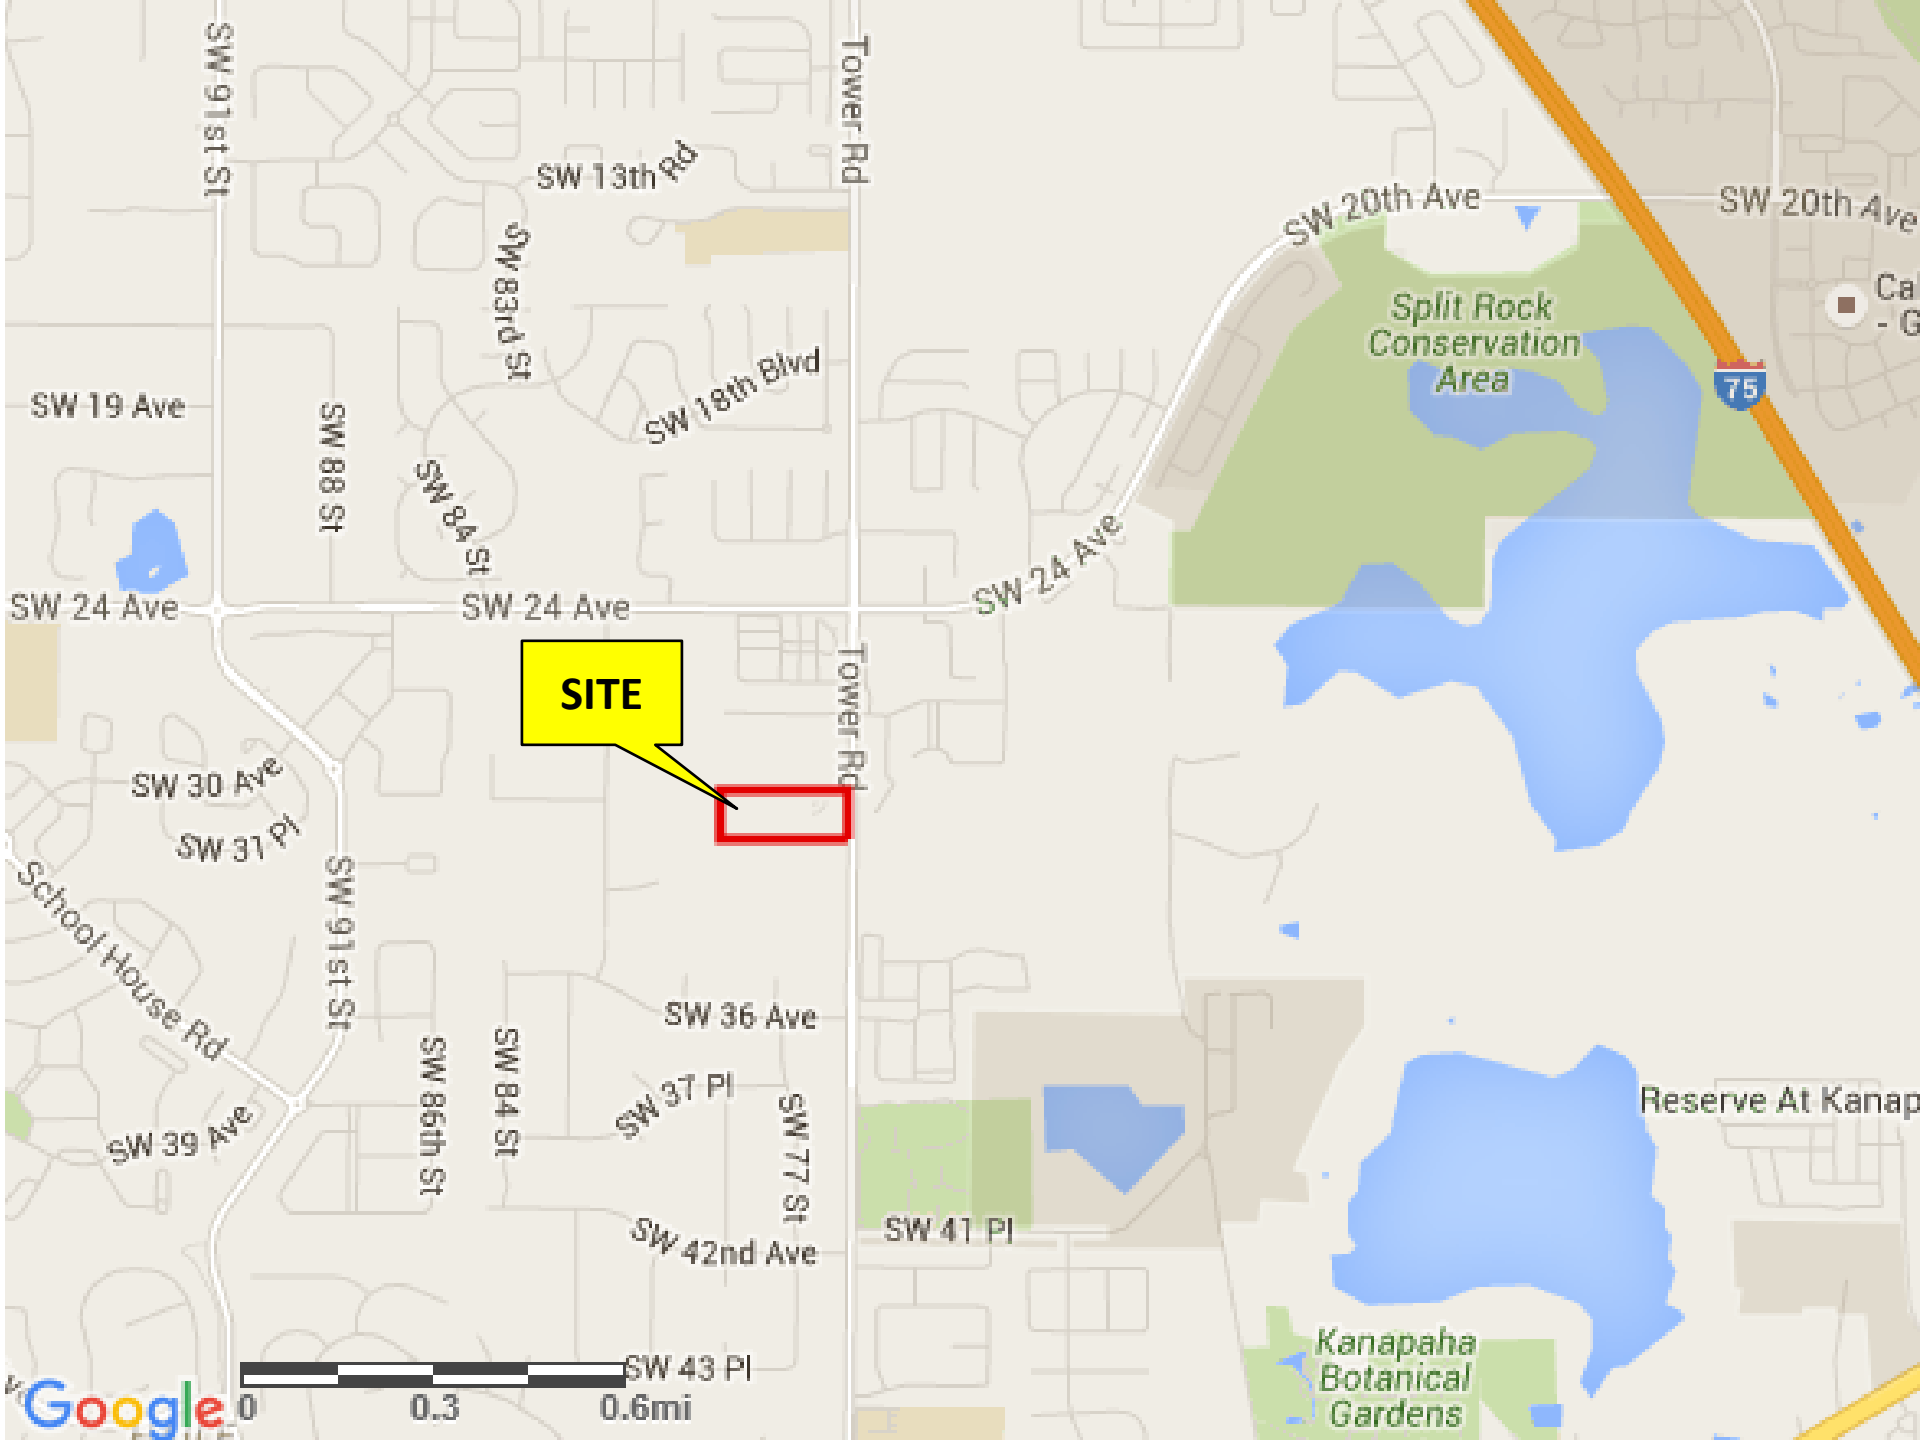 SW 91st St
Tower Rd
SW 13th Rd
SW 20th Ave
SW 20th Ave
SW 83rd St
Split Rock
Conservation
Area
Cal
- G
75
SW 18th Blvd
SW 19 Ave
SW 88 St
SW 84 St
SW 24 Ave
SW 24 Ave
SW 24 Ave
SITE
Tower Rd
SW 30 Ave
SW 31 Pl
SW 91st St
School House Rd
SW 36 Ave
SW 37 Pl
SW 86th St
SW 84 St
SW 77 St
SW 39 Ave
Reserve At Kanap
SW 41 Pl
SW 42nd Ave
Kanapaha
Botanical
Gardens
SW 43 Pl
Google
0
0.3
0.6mi